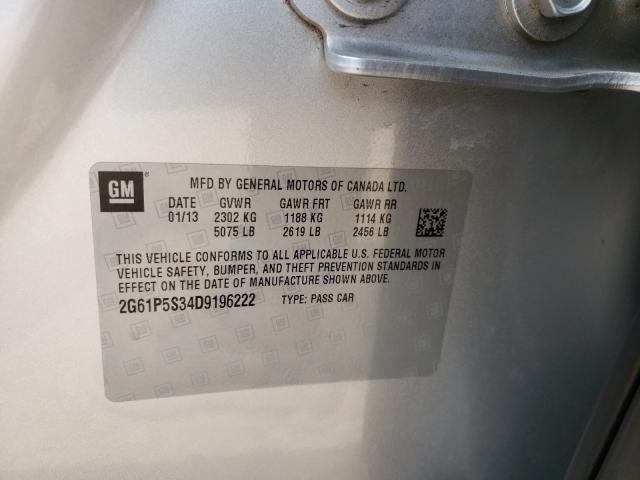 GM
MFD BY GENERAL MOTORS OF CANADA LTD.
DATE GVWR GAWR FRT GAWR RR
01/13 2302 KG 1188 KG 1114 KG
5075 LB 2619 LB 2456 LB
THIS VEHICLE CONFORMS TO ALL APPLICABLE U.S. FEDERAL MOTOR
VEHICLE SAFETY, BUMPER, AND THEFT PREVENTION STANDARDS IN
EFFECT ON THE DATE OF MANUFACTURE SHOWN ABOVE.
2G61P5S34D9196222 TYPE: PASS CAR